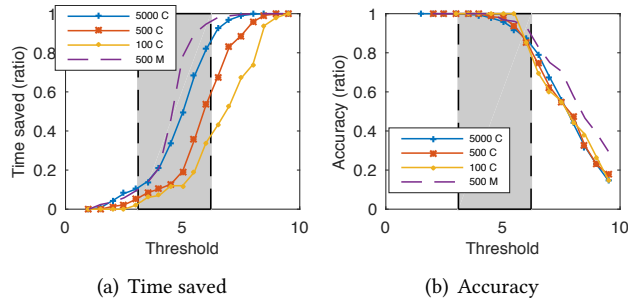 1
0.8
0.6
0.4
0.2
0
Time saved (ratio)
5000 C
500 C
100 C
500 M
0 5 10
Threshold
(a) Time saved
1
0.8
0.6
0.4
0.2
0
Accuracy (ratio)
5000 C
500 C
100 C
500 M
0 5 10
Threshold
(b) Accuracy